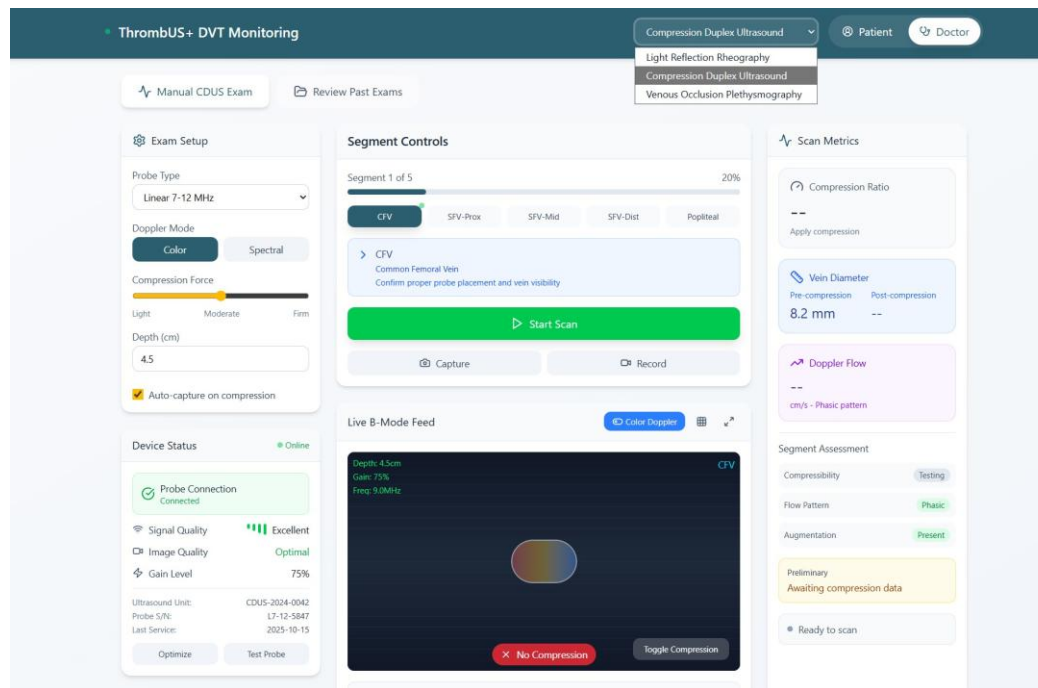 ThrombUS+ DVT Monitoring
Compression Duplex Ultrasound
Patient
Doctor
Light Reflection Rheography
Compression Duplex Ultrasound
Venous Occlusion Plethysmography
Manual CDUS Exam
Review Past Exams
Exam Setup
Probe Type
Linear 7-12 MHz
Doppler Mode
Color
Spectral
Compression Force
Light
Moderate
Firm
Depth (cm)
4.5
Auto-capture on compression
Device Status
Online
Probe Connection
Connected
Signal Quality
Excellent
Image Quality
Optimal
Gain Level
75%
Ultrasound Unit:
CDUS-2024-0042
Probe S/N:
L7-12-5847
Last Service:
2025-10-15
Optimize
Test Probe
Segment Controls
Segment 1 of 5
20%
CFV
SFV-Prox
SFV-Mid
SFV-Dist
Popliteal
CFV
Common Femoral Vein
Confirm proper probe placement and vein visibility
Start Scan
Capture
Record
Live B-Mode Feed
Color Doppler
Depth: 4.5cm
Gain: 75%
Freq: 9.0MHz
CFV
No Compression
Toggle Compression
Scan Metrics
Compression Ratio
--
Apply compression
Vein Diameter
Pre-compression
Post-compression
8.2 mm
--
Doppler Flow
--
cm/s - Phasic pattern
Segment Assessment
Compressibility
Testing
Flow Pattern
Phasic
Augmentation
Present
Preliminary
Awaiting compression data
Ready to scan